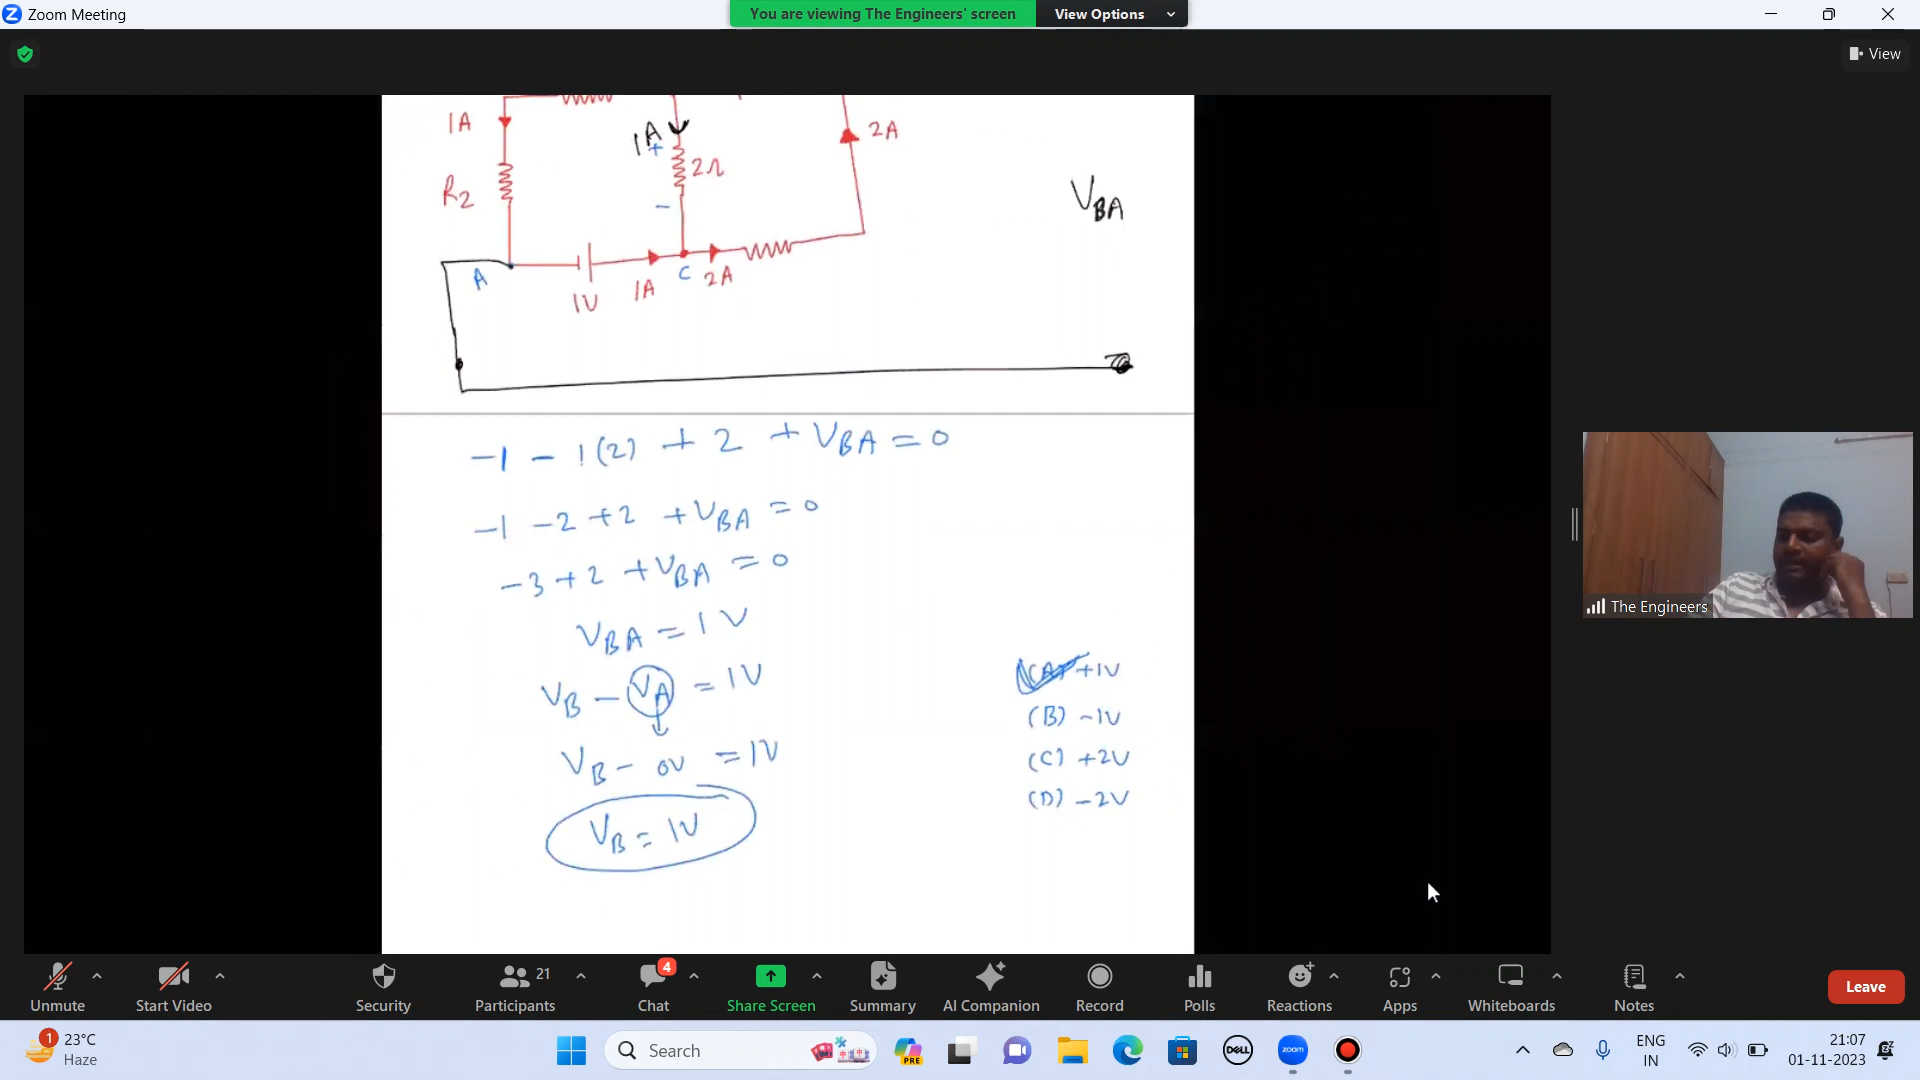 Zoom Meeting
You are viewing The Engineers' screen
View Options
View
1A
1A
+
2Ω
2A
R2
−
VBA
A
1V
1A
C
2A
−1 − 1(2) + 2 + VBA = 0
−1 −2 +2 +VBA = 0
−3 + 2 +VBA = 0
VBA = 1V
VB − VA = 1V
VB − 0V = 1V
VB = 1V
(A) +1V
(B) −1V
(C) +2V
(D) −2V
The Engineers
Unmute
Start Video
Security
Participants
21
Chat
4
Share Screen
Summary
AI Companion
Record
Polls
Reactions
Apps
Whiteboards
Notes
Leave
1
23°C
Haze
Search
PRE
DELL
zoom
ENG
IN
21:07
01-11-2023